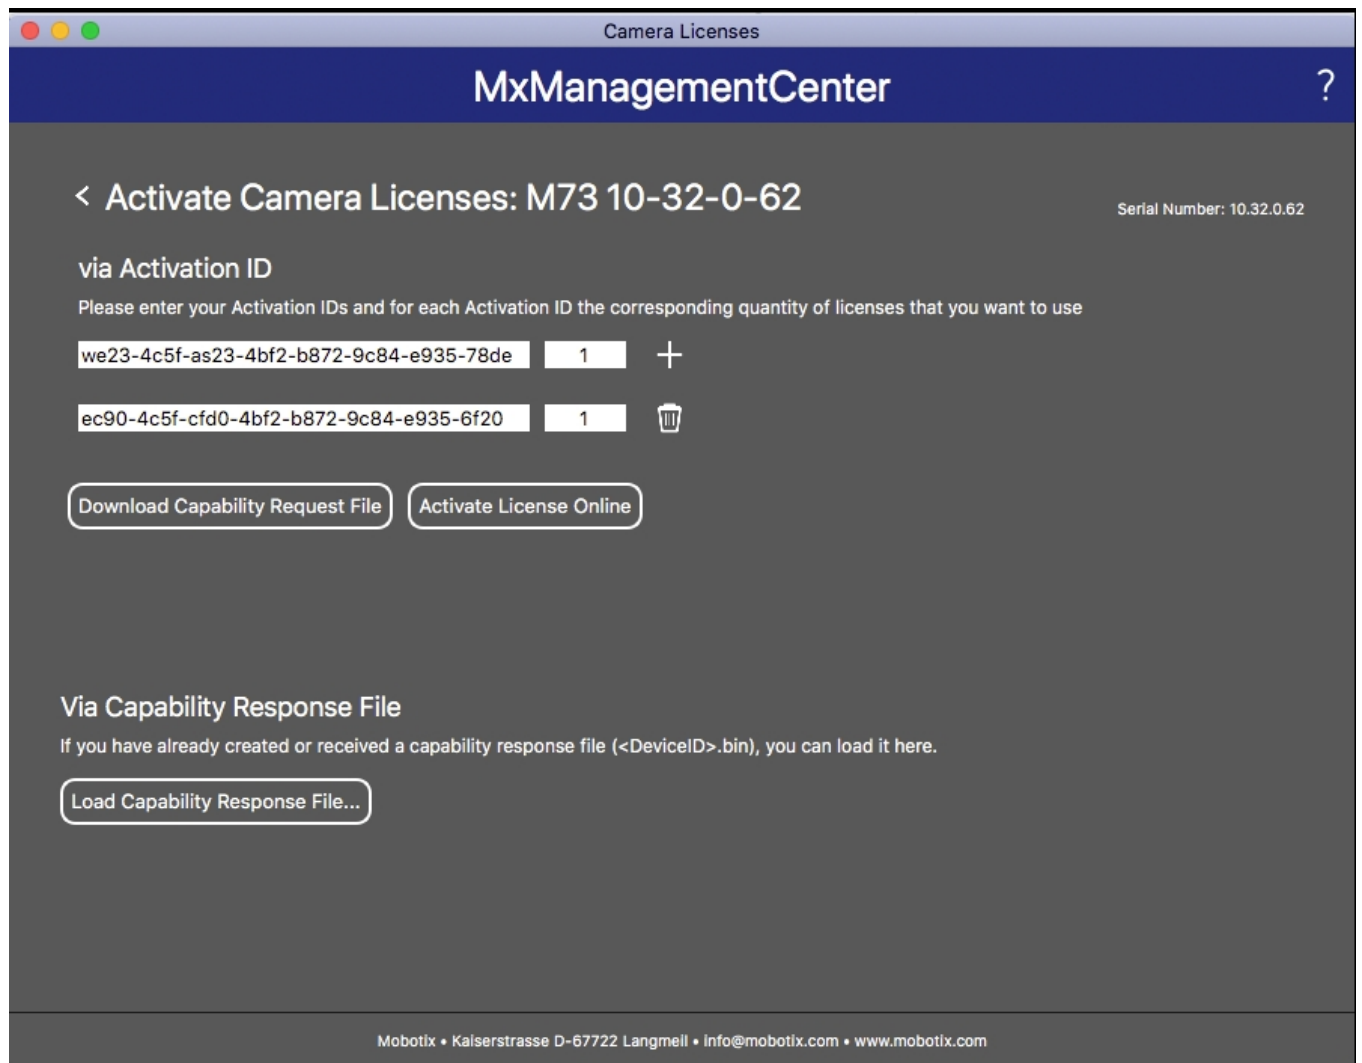 Camera Licenses
MxManagementCenter
?
< Activate Camera Licenses: M73 10-32-0-62
Serial Number: 10.32.0.62
via Activation ID
Please enter your Activation IDs and for each Activation ID the corresponding quantity of licenses that you want to use
we23-4c5f-as23-4bf2-b872-9c84-e935-78de 1 +
ec90-4c5f-cfd0-4bf2-b872-9c84-e935-6f20 1
Download Capability Request File Activate License Online
Via Capability Response File
If you have already created or received a capability response file (<DeviceID>.bin), you can load it here.
Load Capability Response File...
Mobotix • Kaiserstrasse D-67722 Langmeil • info@mobotix.com • www.mobotix.com